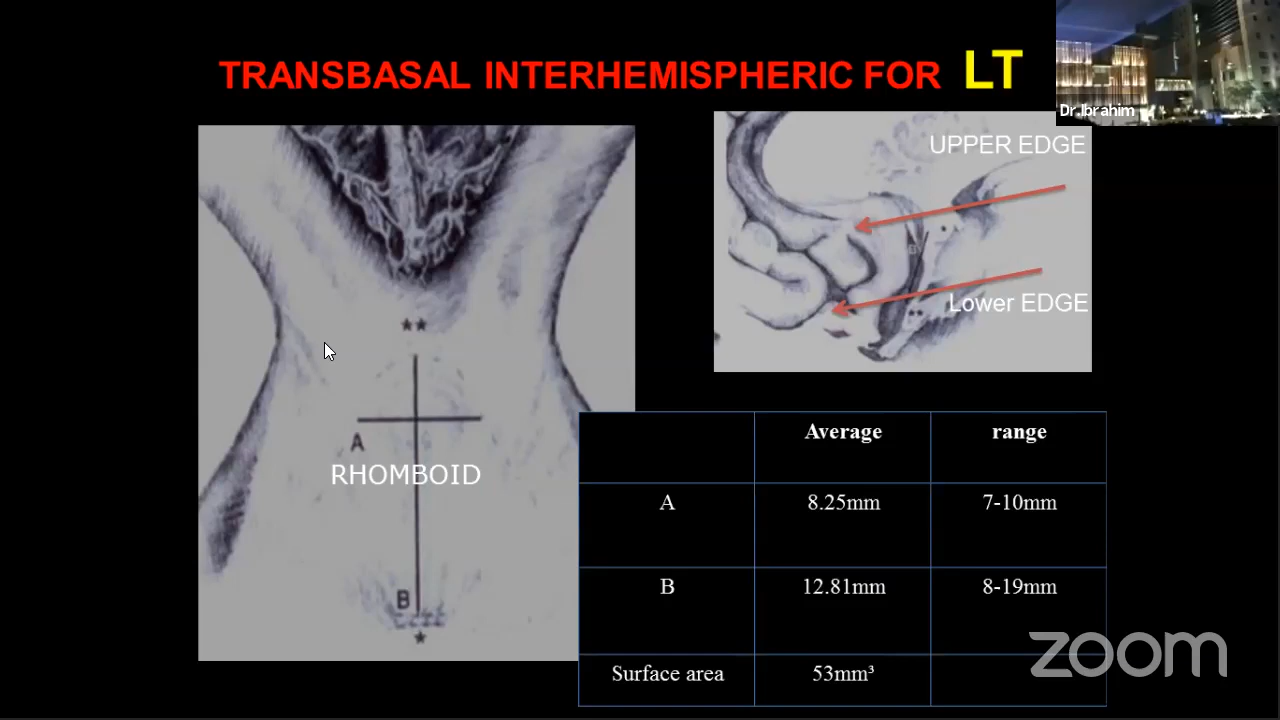 TRANSBASAL INTERHEMISPHERIC FOR LT
Dr.Ibrahim
UPPER EDGE
B
Lower EDGE
★★
A
RHOMBOID
B
★
Average range
A 8.25mm 7-10mm
B 12.81mm 8-19mm
Surface area 53mm³
zoom